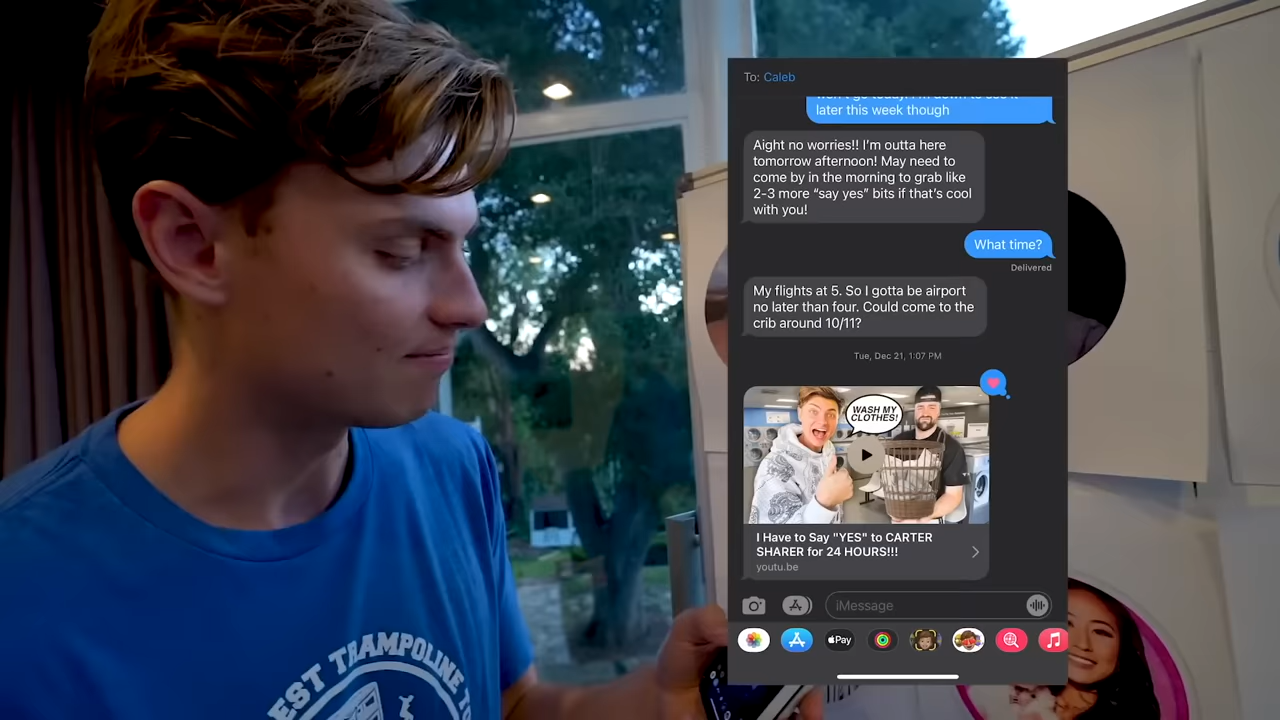 To: Caleb
later this week though
Aight no worries!! I'm outta here
tomorrow afternoon! May need to
come by in the morning to grab like
2-3 more “say yes” bits if that's cool
with you!
What time?
Delivered
My flights at 5. So I gotta be airport
no later than four. Could come to the
crib around 10/11?
Tue, Dec 21, 1:07 PM
WASH MY
CLOTHES!
I Have to Say "YES" to CARTER
SHARER for 24 HOURS!!!
youtu.be
iMessage
Pay
EST TRAMPOLINE TO